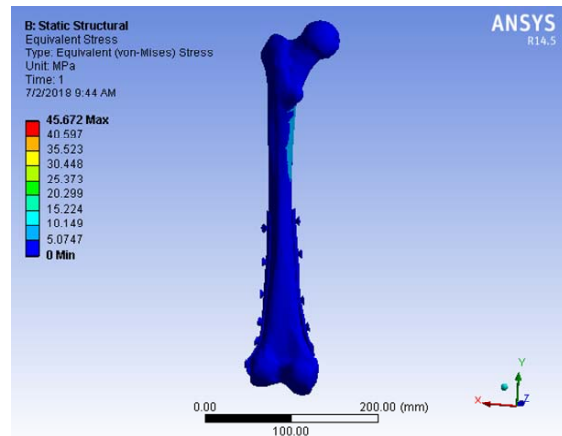 B: Static Structural
Equivalent Stress
Type: Equivalent (von-Mises) Stress
Unit: MPa
Time: 1
7/2/2018 9:44 AM
ANSYS
R14.5
45.672 Max
40.597
35.523
30.448
25.373
20.299
15.224
10.149
5.0747
0 Min
0.00
200.00 (mm)
100.00
Y
X
Z